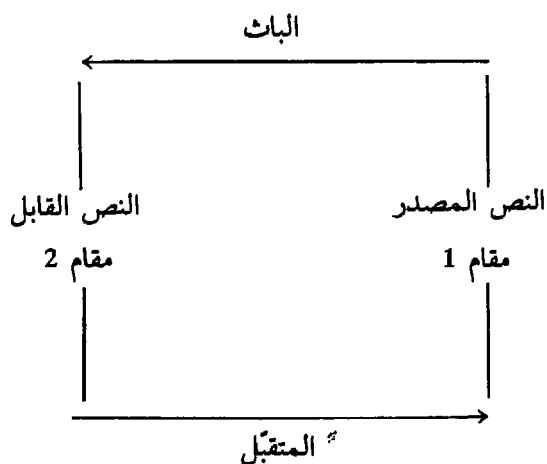 الباث
النص المصدر
مقام 1
النص القابل
مقام 2
المتقبّل